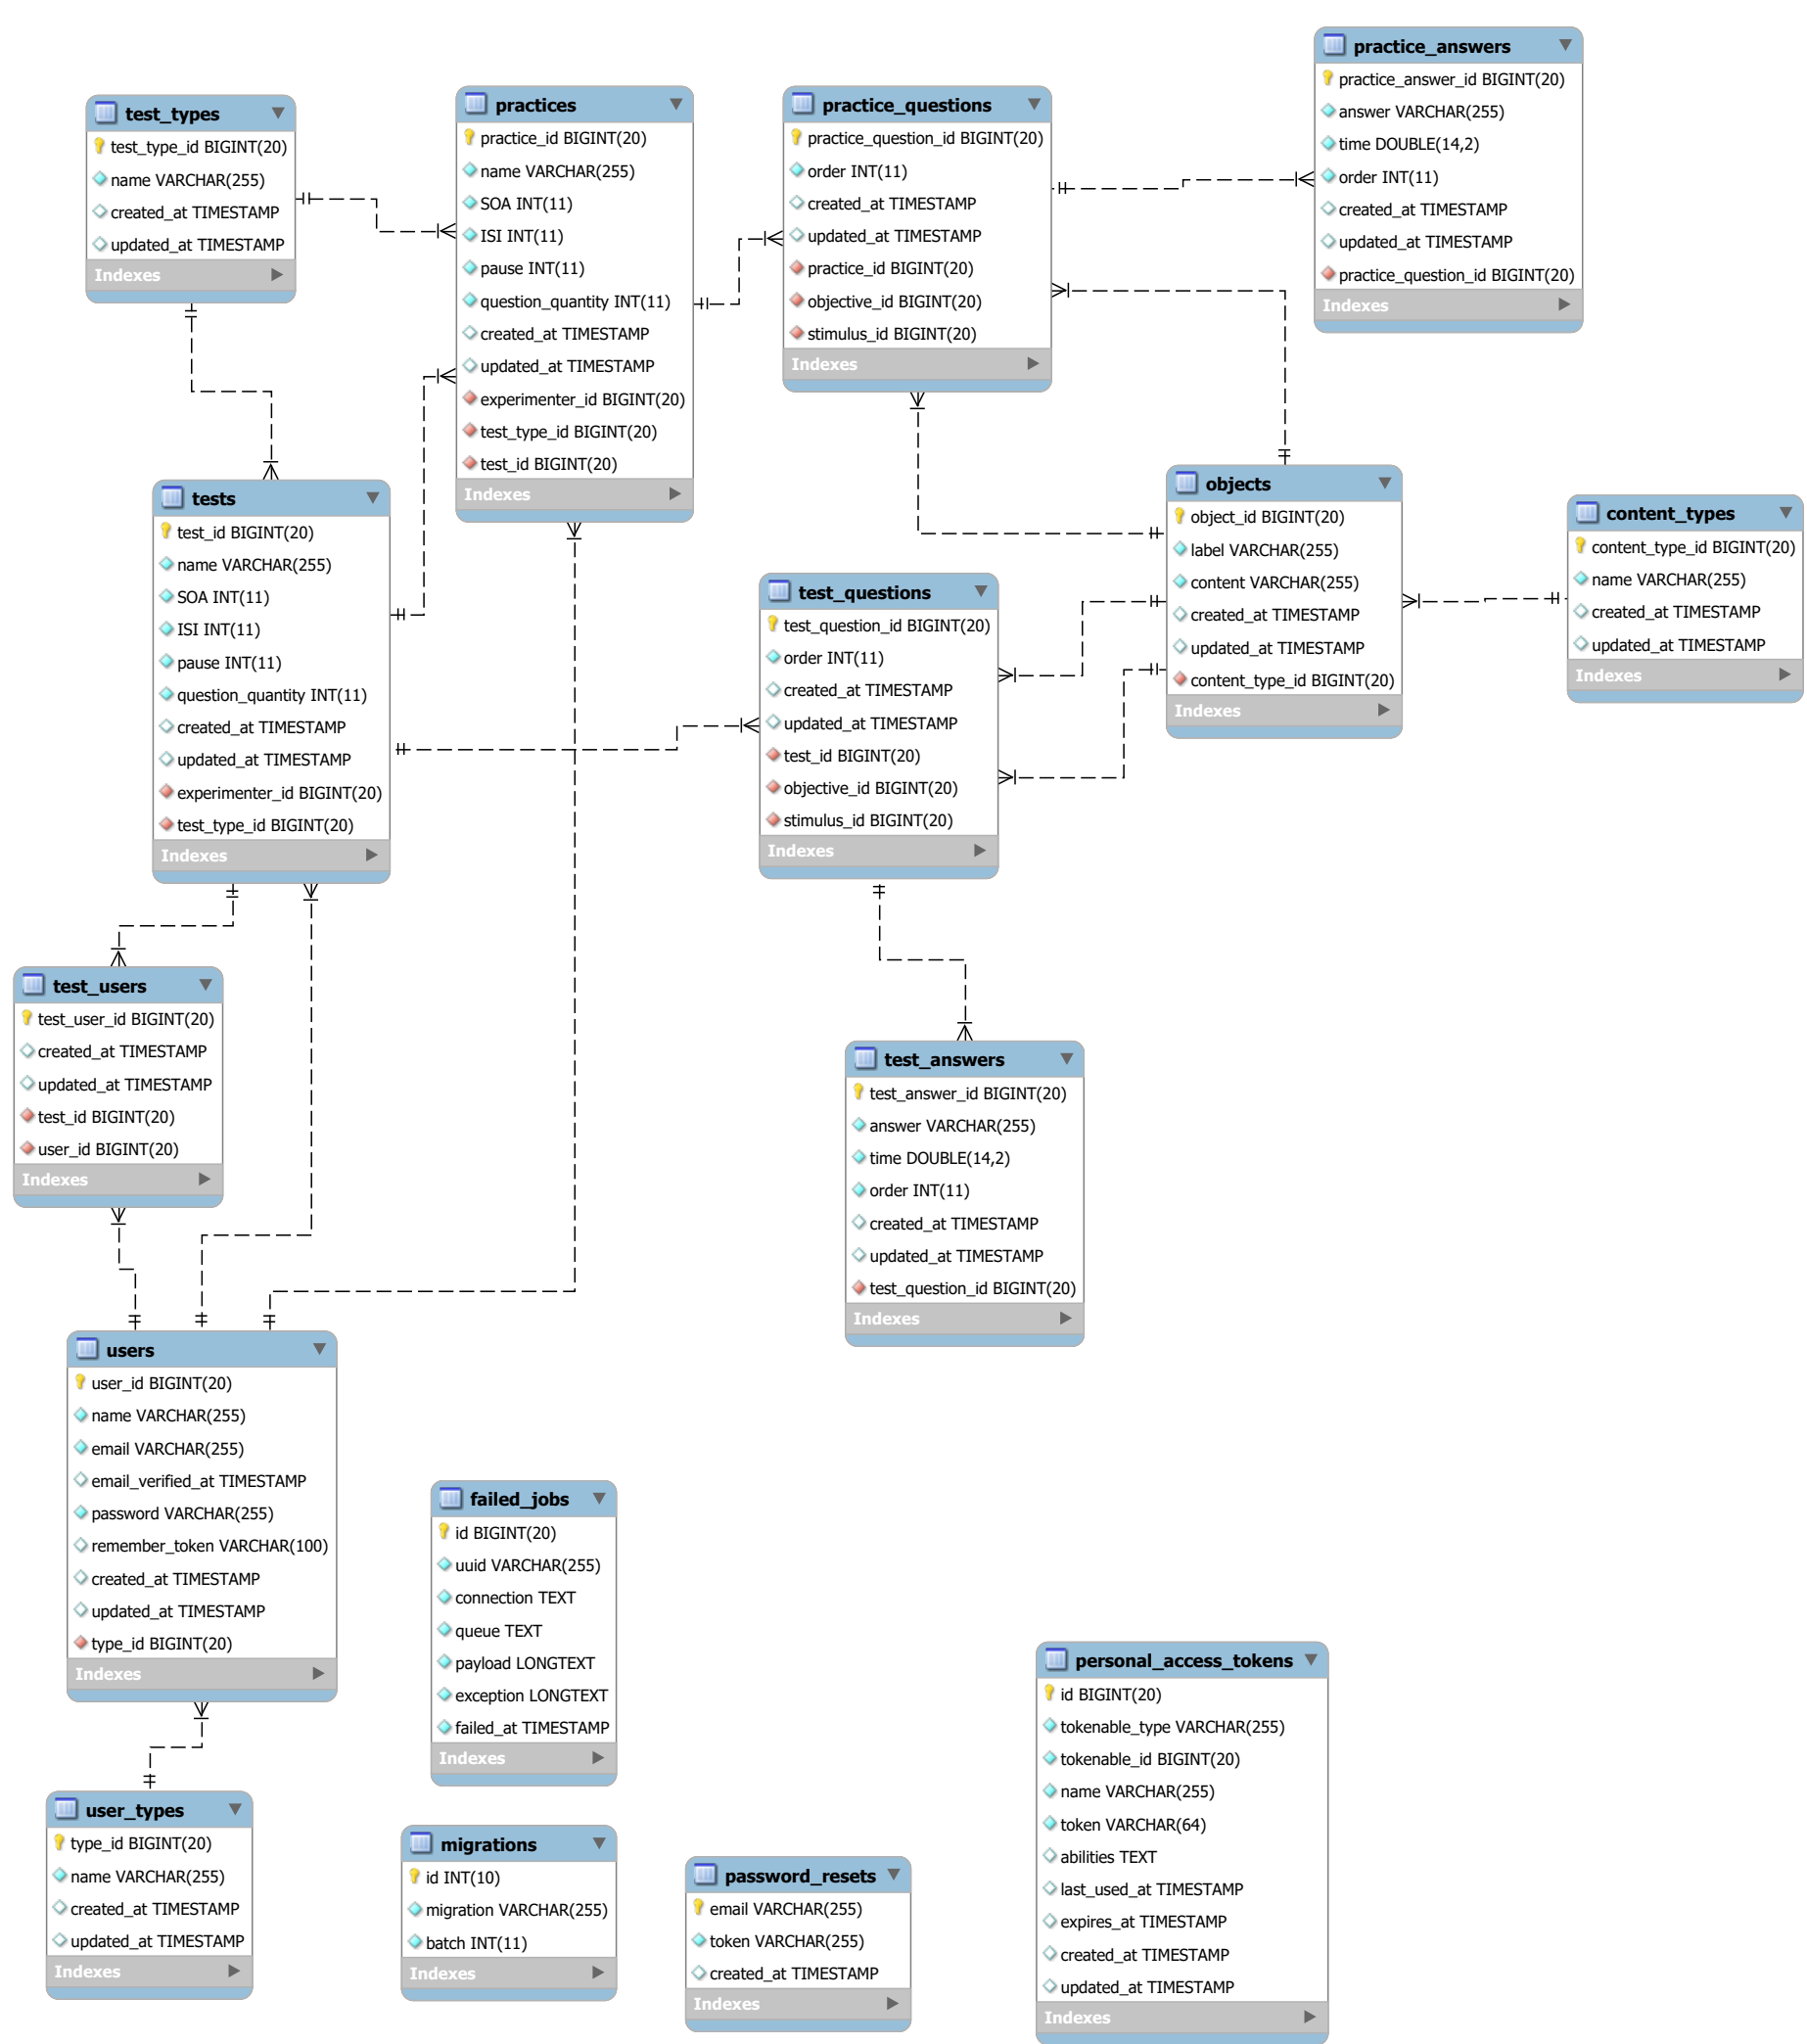 test_types
test_type_id BIGINT(20)
name VARCHAR(255)
created_at TIMESTAMP
updated_at TIMESTAMP
Indexes
practices
practice_id BIGINT(20)
name VARCHAR(255)
SOA INT(11)
ISI INT(11)
pause INT(11)
question_quantity INT(11)
created_at TIMESTAMP
updated_at TIMESTAMP
experimenter_id BIGINT(20)
test_type_id BIGINT(20)
test_id BIGINT(20)
Indexes
practice_questions
practice_question_id BIGINT(20)
order INT(11)
created_at TIMESTAMP
updated_at TIMESTAMP
practice_id BIGINT(20)
objective_id BIGINT(20)
stimulus_id BIGINT(20)
Indexes
practice_answers
practice_answer_id BIGINT(20)
answer VARCHAR(255)
time DOUBLE(14,2)
order INT(11)
created_at TIMESTAMP
updated_at TIMESTAMP
practice_question_id BIGINT(20)
Indexes
tests
test_id BIGINT(20)
name VARCHAR(255)
SOA INT(11)
ISI INT(11)
pause INT(11)
question_quantity INT(11)
created_at TIMESTAMP
updated_at TIMESTAMP
experimenter_id BIGINT(20)
test_type_id BIGINT(20)
Indexes
test_questions
test_question_id BIGINT(20)
order INT(11)
created_at TIMESTAMP
updated_at TIMESTAMP
test_id BIGINT(20)
objective_id BIGINT(20)
stimulus_id BIGINT(20)
Indexes
objects
object_id BIGINT(20)
label VARCHAR(255)
content VARCHAR(255)
created_at TIMESTAMP
updated_at TIMESTAMP
content_type_id BIGINT(20)
Indexes
content_types
content_type_id BIGINT(20)
name VARCHAR(255)
created_at TIMESTAMP
updated_at TIMESTAMP
Indexes
test_users
test_user_id BIGINT(20)
created_at TIMESTAMP
updated_at TIMESTAMP
test_id BIGINT(20)
user_id BIGINT(20)
Indexes
test_answers
test_answer_id BIGINT(20)
answer VARCHAR(255)
time DOUBLE(14,2)
order INT(11)
created_at TIMESTAMP
updated_at TIMESTAMP
test_question_id BIGINT(20)
Indexes
users
user_id BIGINT(20)
name VARCHAR(255)
email VARCHAR(255)
email_verified_at TIMESTAMP
password VARCHAR(255)
remember_token VARCHAR(100)
created_at TIMESTAMP
updated_at TIMESTAMP
type_id BIGINT(20)
Indexes
failed_jobs
id BIGINT(20)
uuid VARCHAR(255)
connection TEXT
queue TEXT
payload LONGTEXT
exception LONGTEXT
failed_at TIMESTAMP
Indexes
personal_access_tokens
id BIGINT(20)
tokenable_type VARCHAR(255)
tokenable_id BIGINT(20)
name VARCHAR(255)
token VARCHAR(64)
abilities TEXT
last_used_at TIMESTAMP
expires_at TIMESTAMP
created_at TIMESTAMP
updated_at TIMESTAMP
Indexes
user_types
type_id BIGINT(20)
name VARCHAR(255)
created_at TIMESTAMP
updated_at TIMESTAMP
Indexes
migrations
id INT(10)
migration VARCHAR(255)
batch INT(11)
Indexes
password_resets
email VARCHAR(255)
token VARCHAR(255)
created_at TIMESTAMP
Indexes